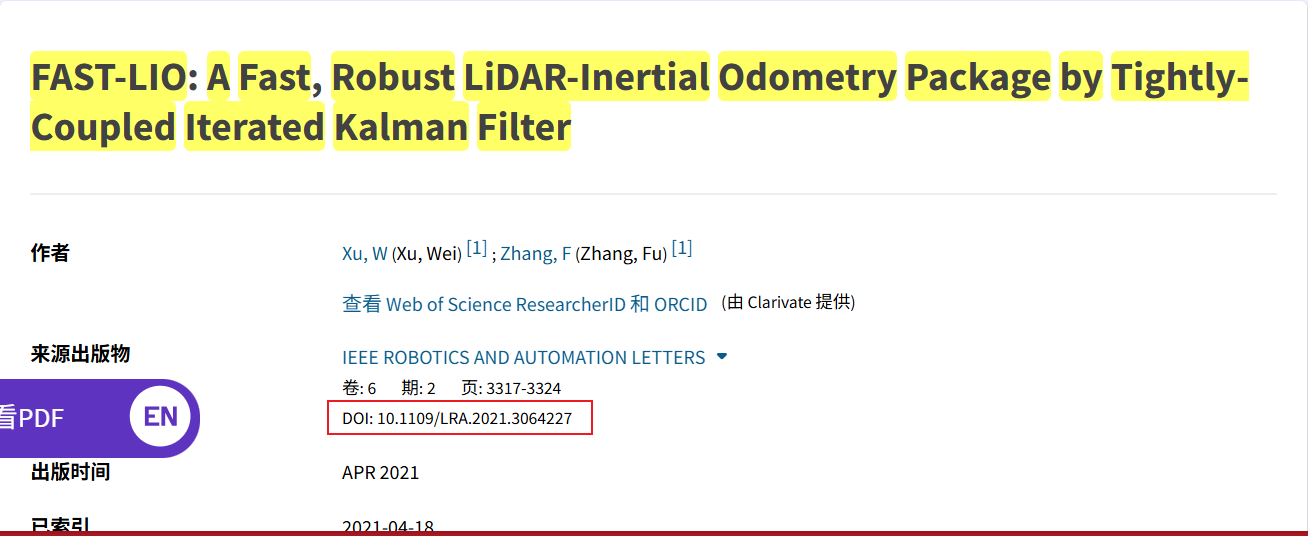 FAST-LIO: A Fast, Robust LiDAR-Inertial Odometry Package by Tightly-
Coupled Iterated Kalman Filter
作者
Xu, W (Xu, Wei) [1] ; Zhang, F (Zhang, Fu) [1]
查看 Web of Science ResearcherID 和 ORCID (由 Clarivate 提供)
来源出版物
IEEE ROBOTICS AND AUTOMATION LETTERS
卷: 6 期: 2 页: 3317-3324
DOI: 10.1109/LRA.2021.3064227
看PDF EN
出版时间
APR 2021
已索引
2021-04-18